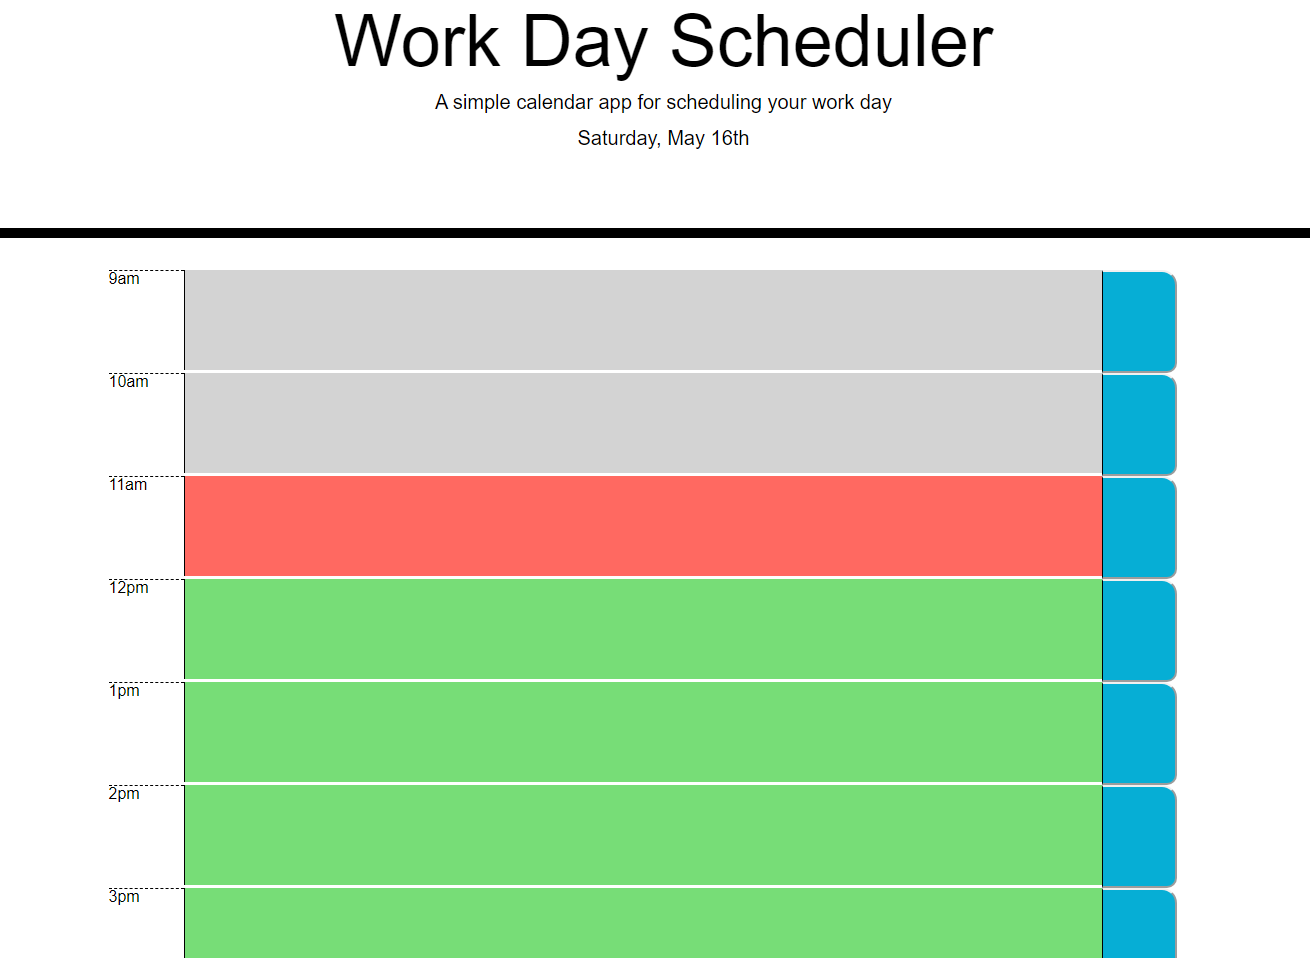 Work Day Scheduler
A simple calendar app for scheduling your work day
Saturday, May 16th
9am
10am
11am
12pm
1pm
2pm
3pm